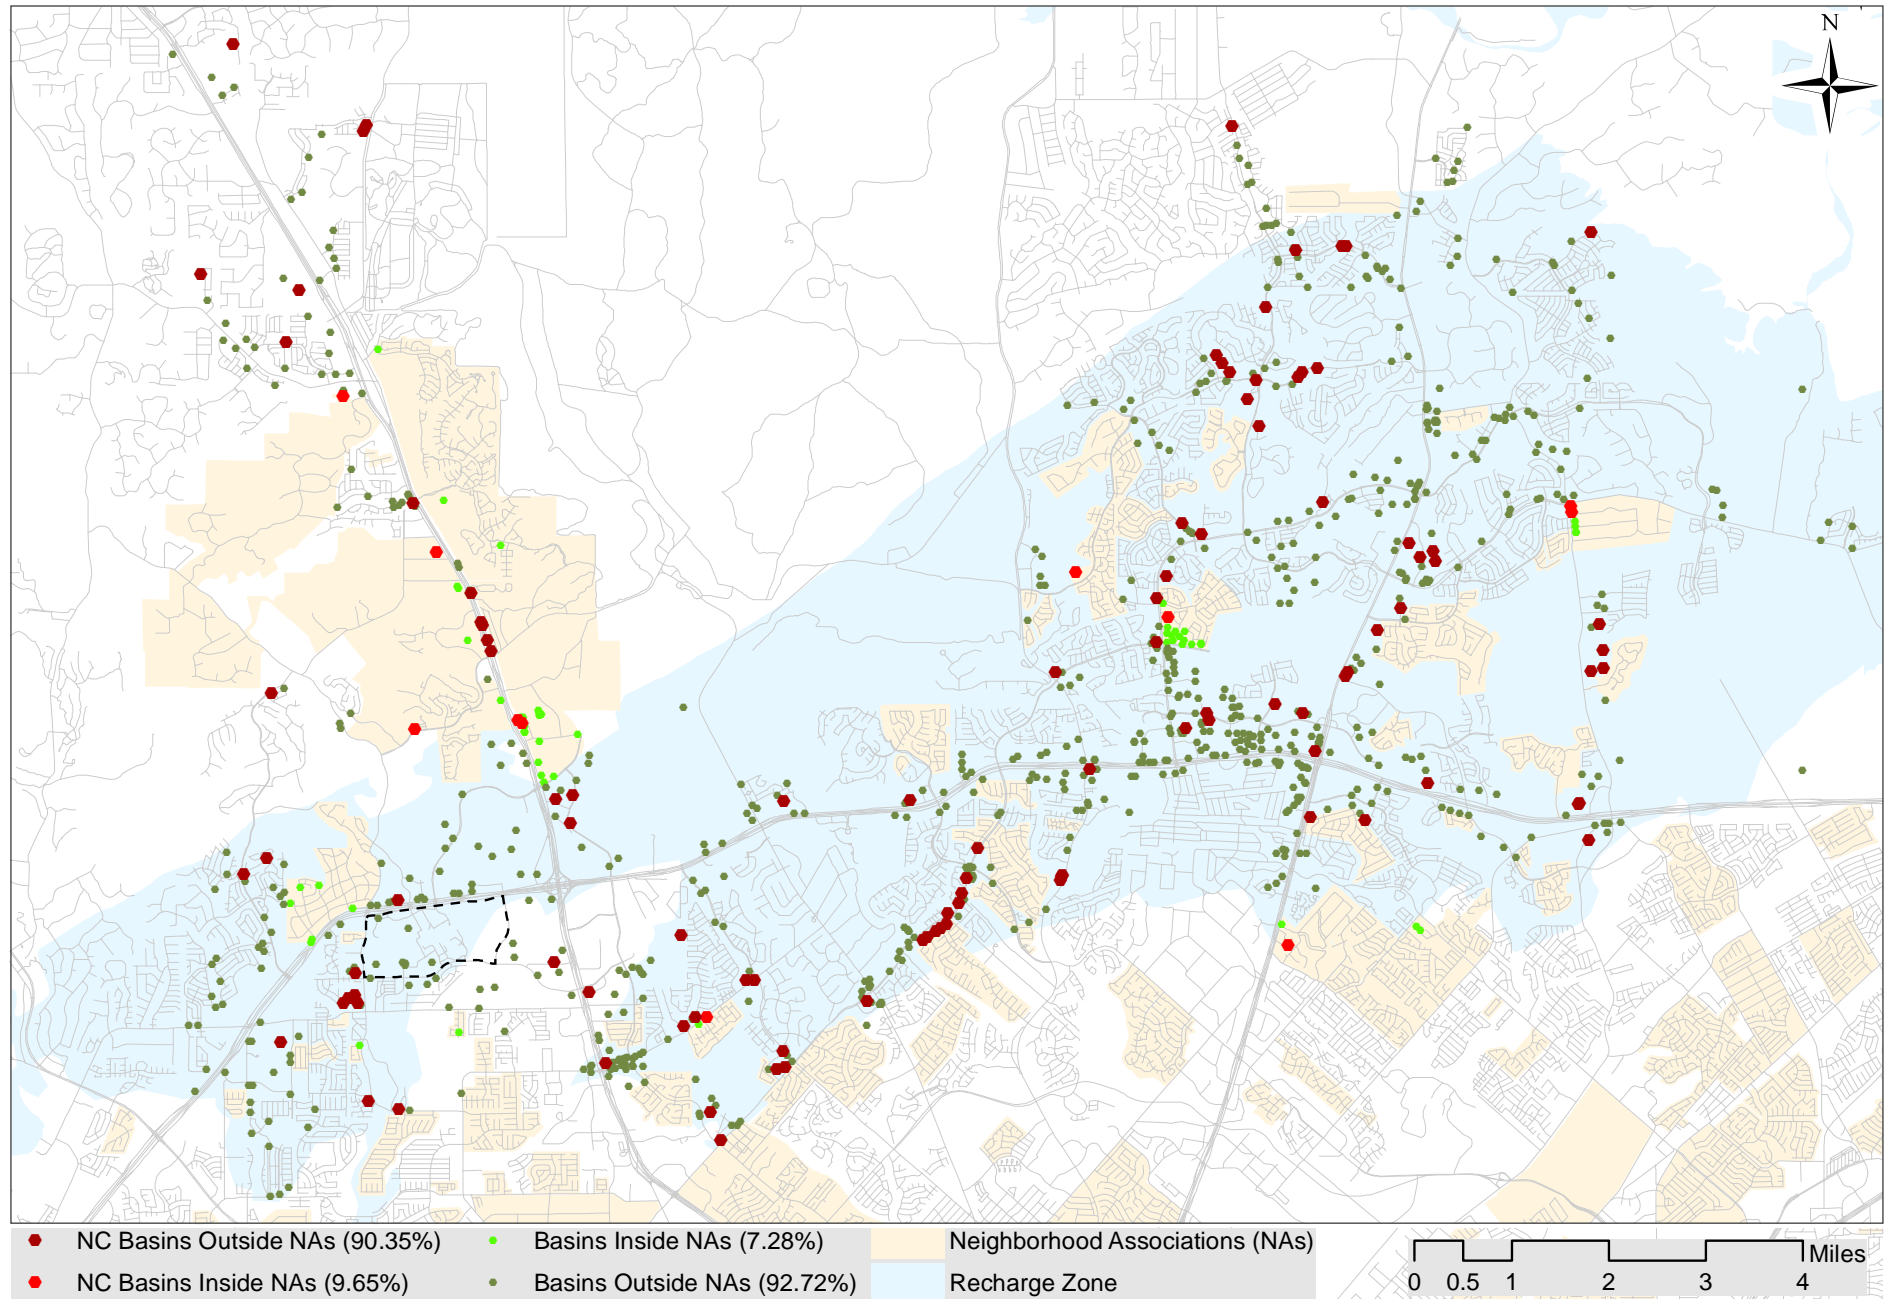 N
NC Basins Outside NAs (90.35%)
Basins Inside NAs (7.28%)
Neighborhood Associations (NAs)
NC Basins Inside NAs (9.65%)
Basins Outside NAs (92.72%)
Recharge Zone
Miles
0 0.5 1 2 3 4